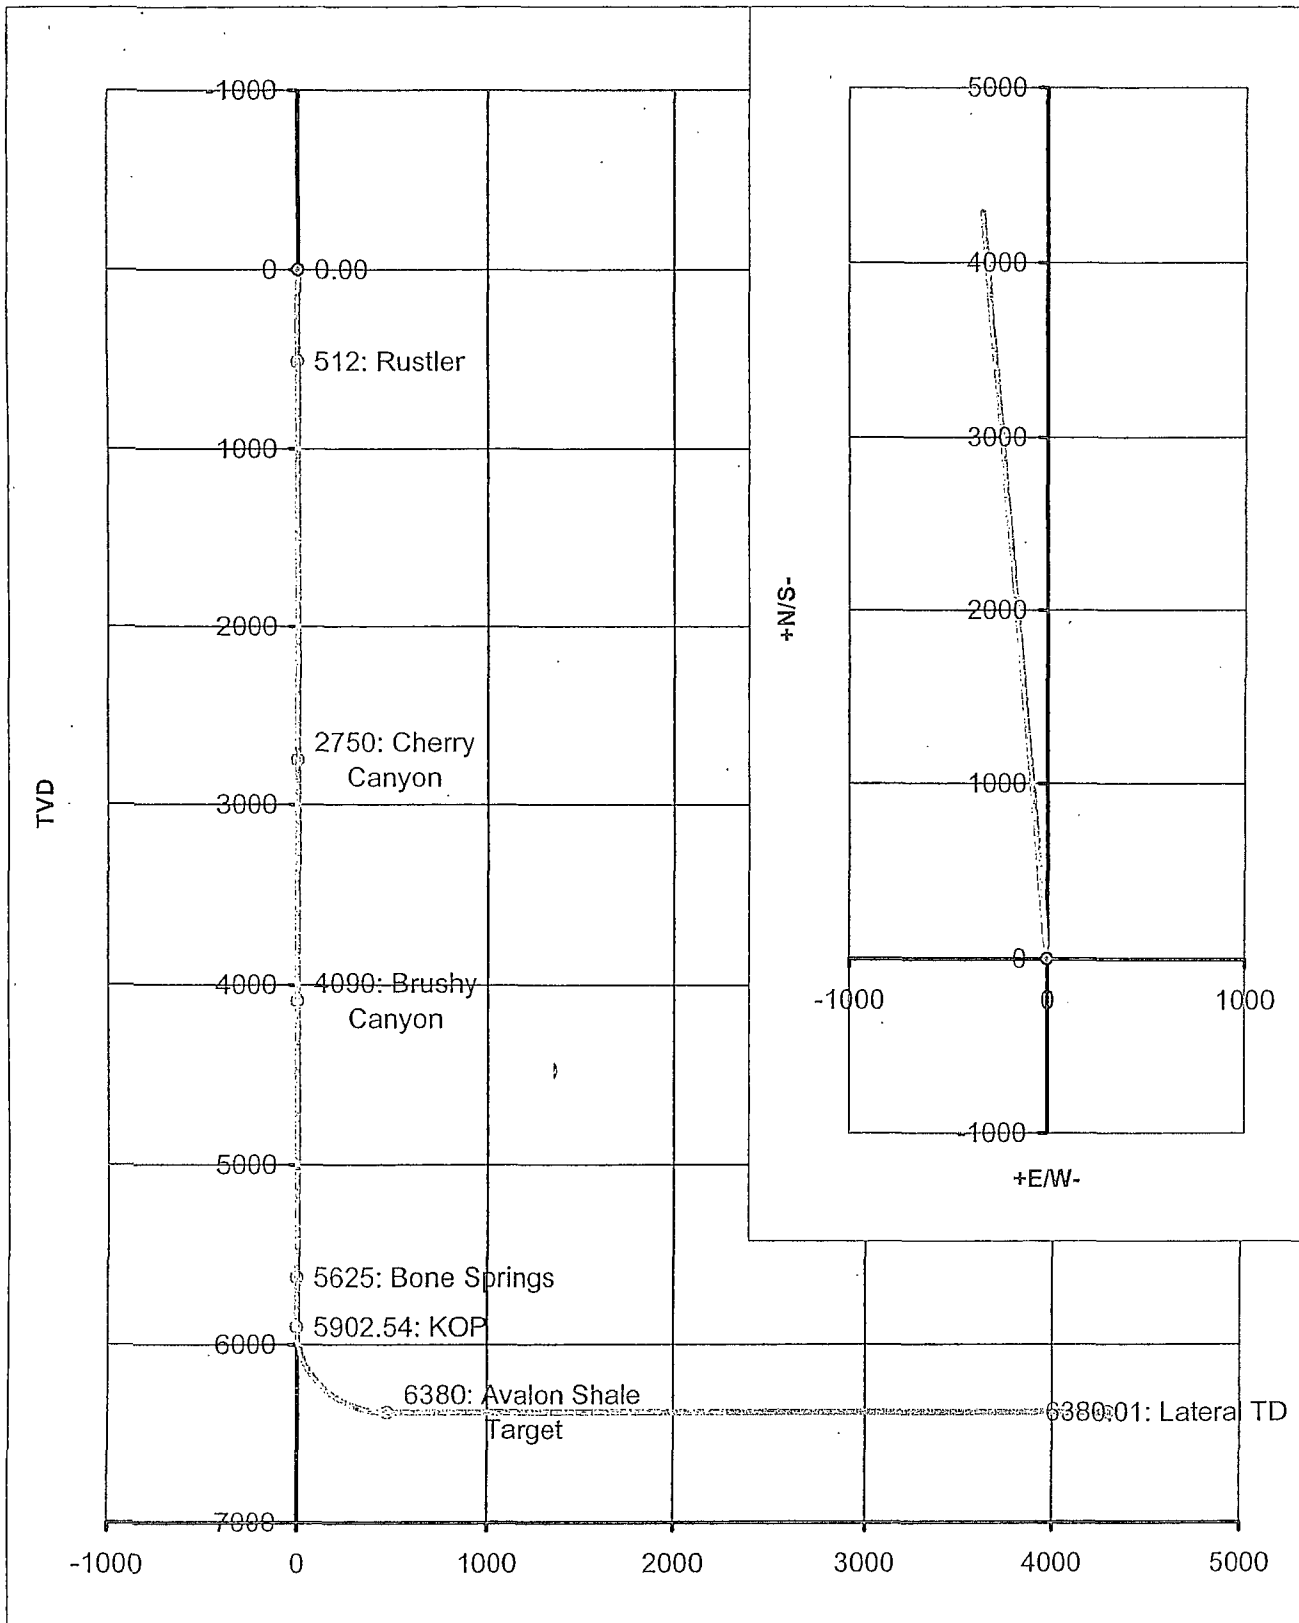 -1000
0
0.00
512: Rustler
1000
2000
2750: Cherry
Canyon
3000
4000
4090: Brushy
Canyon
5000
5625: Bone Springs
5902.54: KOP
6000
6380: Avalon Shale
Target
6380.01: Lateral TD
7000
-1000
0
1000
2000
3000
4000
5000
TVD
5000
4000
3000
2000
1000
0
-1000
0
1000
-1000
+N/S-
+E/W-